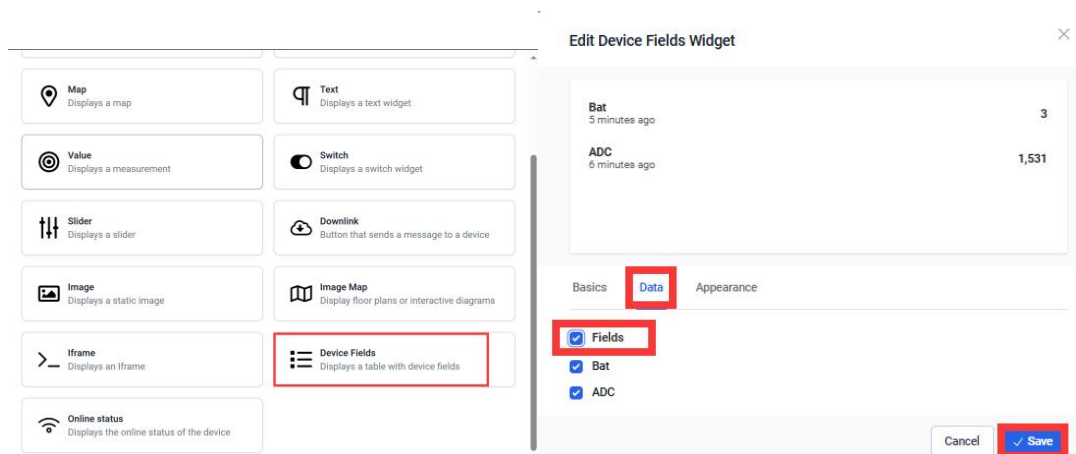 Map
Displays a map
Text
Displays a text widget
Value
Displays a measurement
Switch
Displays a switch widget
Slider
Displays a slider
Downlink
Button that sends a message to a device
Image
Displays a static image
Image Map
Display floor plans or interactive diagrams
Iframe
Displays an Iframe
Device Fields
Displays a table with device fields
Online status
Displays the online status of the device
Edit Device Fields Widget
Bat
5 minutes ago
3
ADC
6 minutes ago
1,531
Basics
Data
Appearance
Fields
Bat
ADC
Cancel
Save